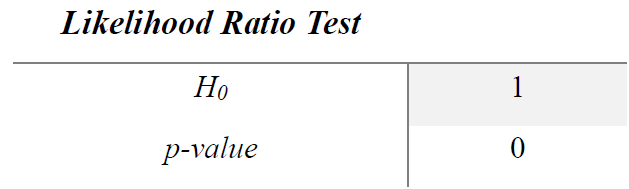 Likelihood Ratio Test
H0 1
p-value 0